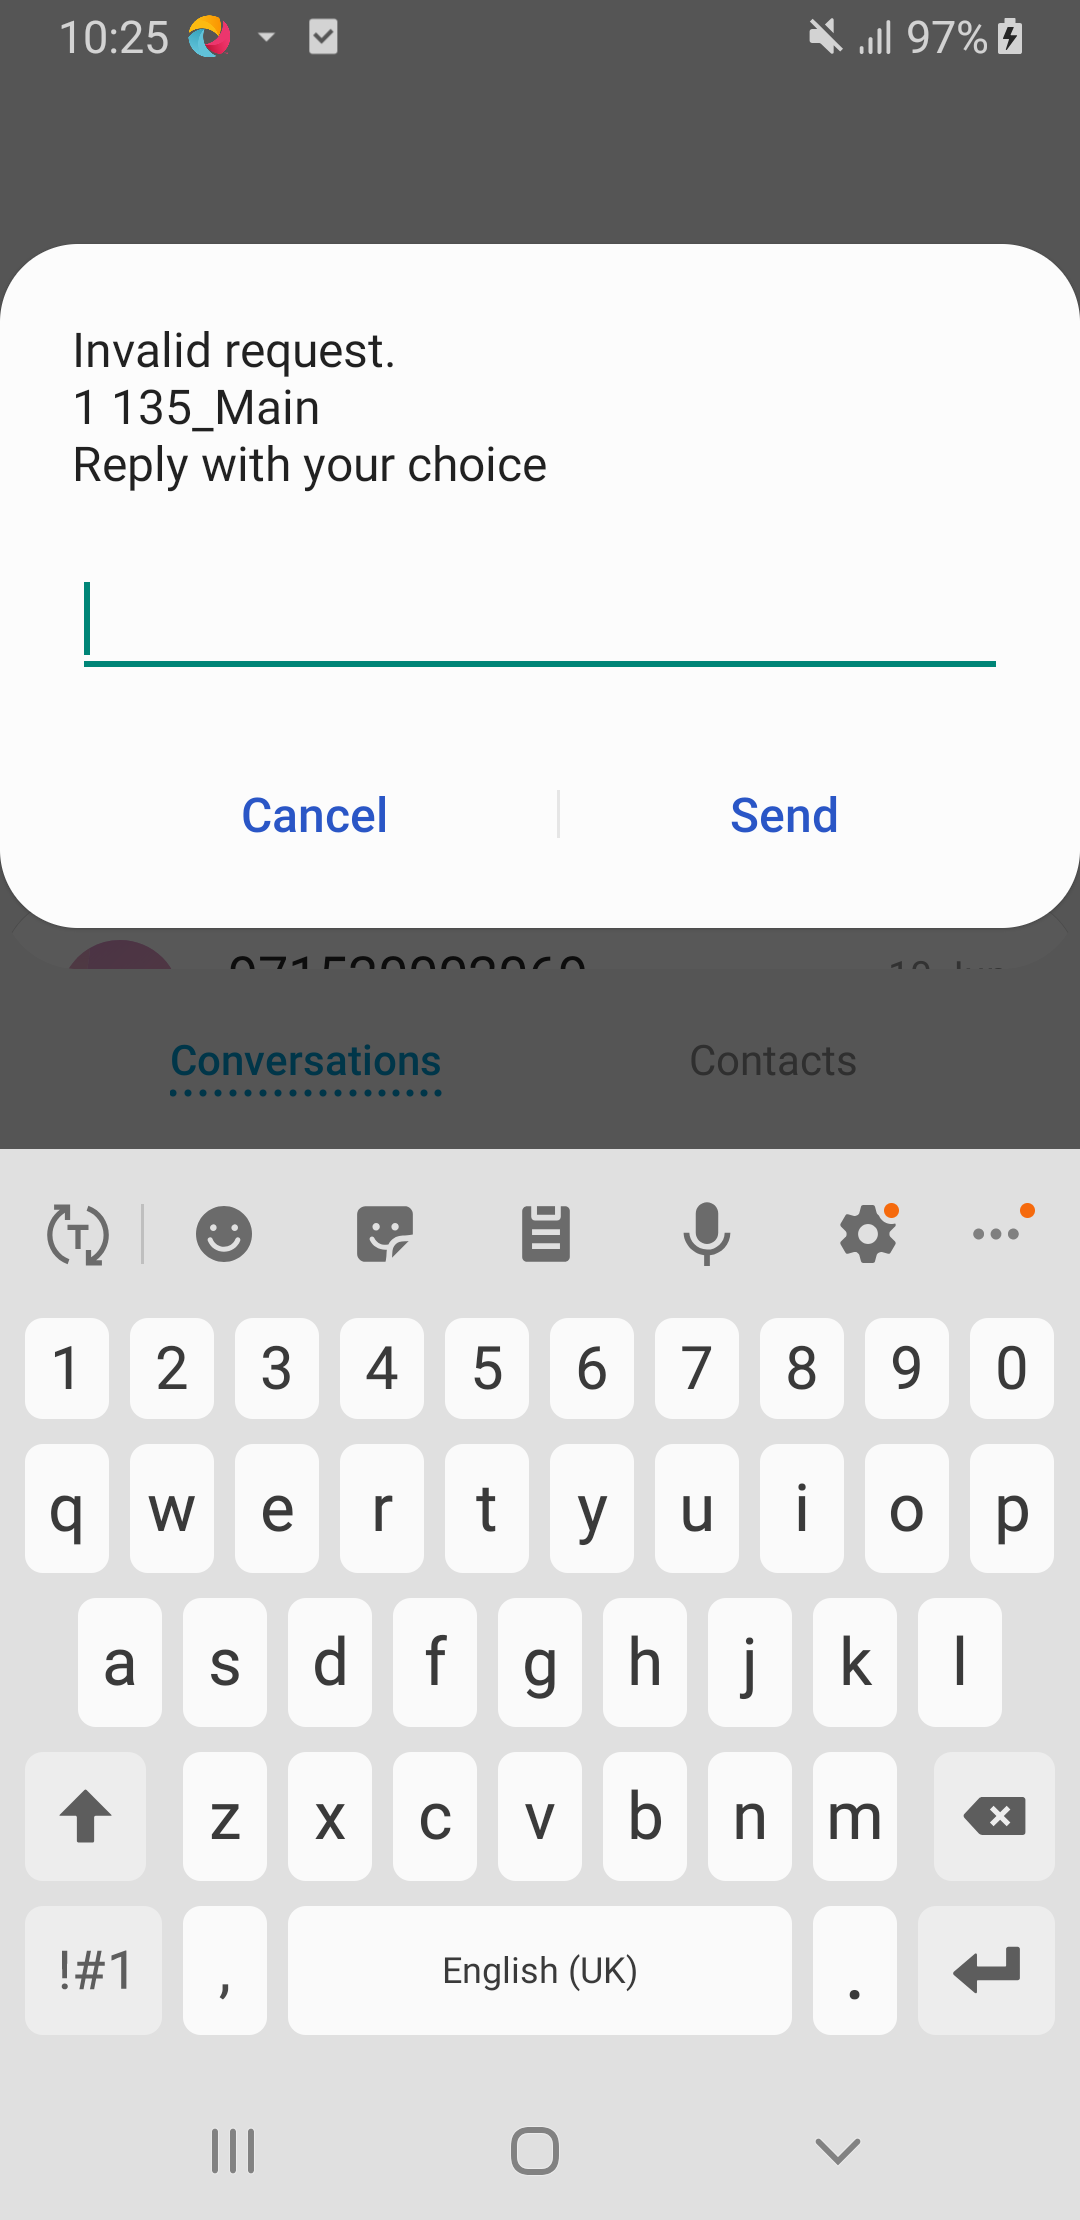 10:25
97%
Invalid request.
1 135_Main
Reply with your choice
Cancel
Send
Conversations
Contacts
1 2 3 4 5 6 7 8 9 0
q w e r t y u i o p
a s d f g h j k l
z x c v b n m
!#1 , English (UK) .